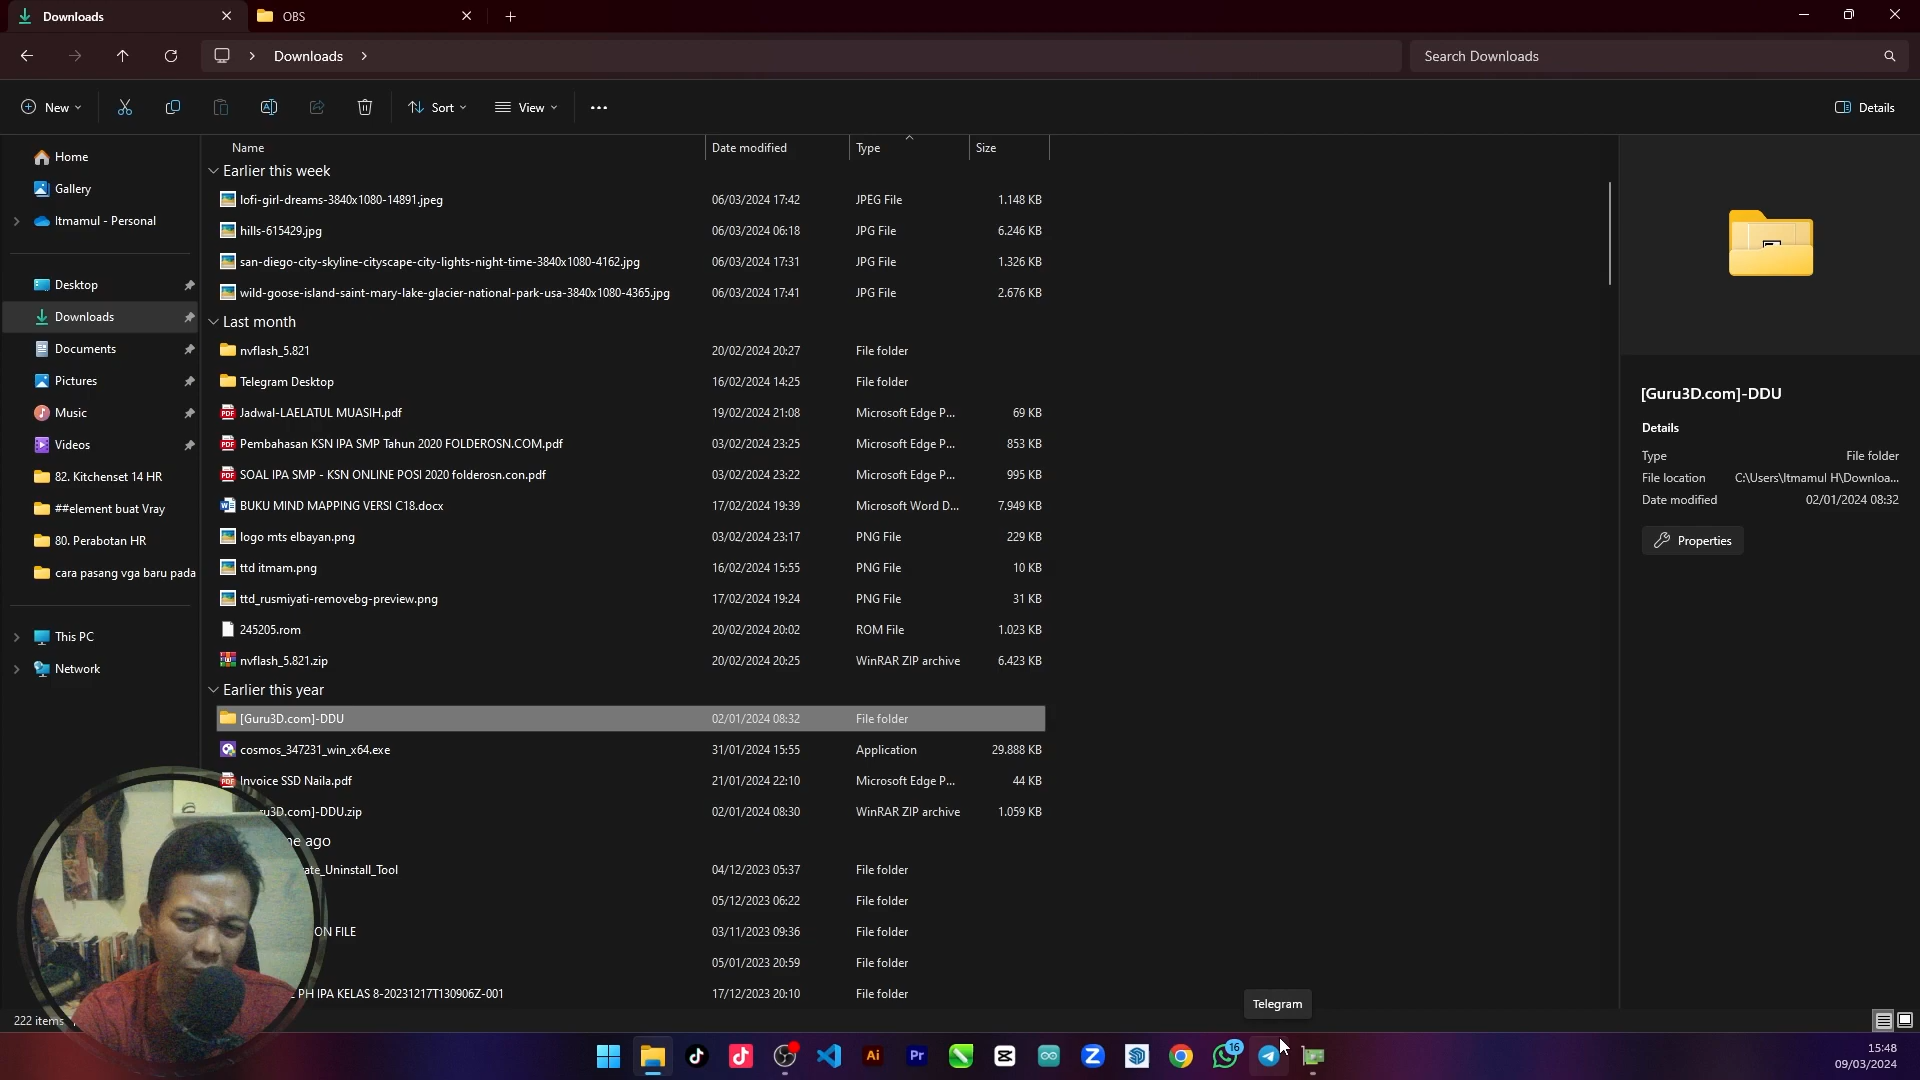 Downloads
OBS
Downloads
Search Downloads
New
Sort
View
Details
Home
Gallery
Itmamul - Personal
Desktop
Downloads
Documents
Pictures
Music
Videos
82. Kitchenset 14 HR
##element buat Vray
80. Perabotan HR
cara pasang vga baru pada
This PC
Network
Name Date modified Type Size
Earlier this week
lofi-girl-dreams-3840x1080-14891.jpeg 06/03/2024 17:42 JPEG File 1.148 KB
hills-615429.jpg 06/03/2024 06:18 JPG File 6.246 KB
san-diego-city-skyline-cityscape-city-lights-night-time-3840x1080-4162.jpg 06/03/2024 17:31 JPG File 1.326 KB
wild-goose-island-saint-mary-lake-glacier-national-park-usa-3840x1080-4365.jpg 06/03/2024 17:41 JPG File 2.676 KB
Last month
nvflash_5.821 20/02/2024 20:27 File folder
Telegram Desktop 16/02/2024 14:25 File folder
Jadwal-LAELATUL MUASIH.pdf 19/02/2024 21:08 Microsoft Edge P... 69 KB
Pembahasan KSN IPA SMP Tahun 2020 FOLDEROSN.COM.pdf 03/02/2024 23:25 Microsoft Edge P... 853 KB
SOAL IPA SMP - KSN ONLINE POSI 2020 folderosn.con.pdf 03/02/2024 23:22 Microsoft Edge P... 995 KB
BUKU MIND MAPPING VERSI C18.docx 17/02/2024 19:39 Microsoft Word D... 7.949 KB
logo mts elbayan.png 03/02/2024 23:17 PNG File 229 KB
ttd itmam.png 16/02/2024 15:55 PNG File 10 KB
ttd_rusmiyati-removebg-preview.png 17/02/2024 19:24 PNG File 31 KB
245205.rom 20/02/2024 20:02 ROM File 1.023 KB
nvflash_5.821.zip 20/02/2024 20:25 WinRAR ZIP archive 6.423 KB
Earlier this year
[Guru3D.com]-DDU 02/01/2024 08:32 File folder
cosmos_347231_win_x64.exe 31/01/2024 15:55 Application 29.888 KB
Invoice SSD Naila.pdf 21/01/2024 22:10 Microsoft Edge P... 44 KB
u3D.com]-DDU.zip 02/01/2024 08:30 WinRAR ZIP archive 1.059 KB
me ago
ate_Uninstall_Tool 04/12/2023 05:37 File folder
05/12/2023 06:22 File folder
ON FILE 03/11/2023 09:36 File folder
05/01/2023 20:59 File folder
PH IPA KELAS 8-20231217T130906Z-001 17/12/2023 20:10 File folder
[Guru3D.com]-DDU
Details
Type File folder
File location C:\Users\Itmamul H\Downloa...
Date modified 02/01/2024 08:32
Properties
Telegram
222 items
16
15:48
09/03/2024